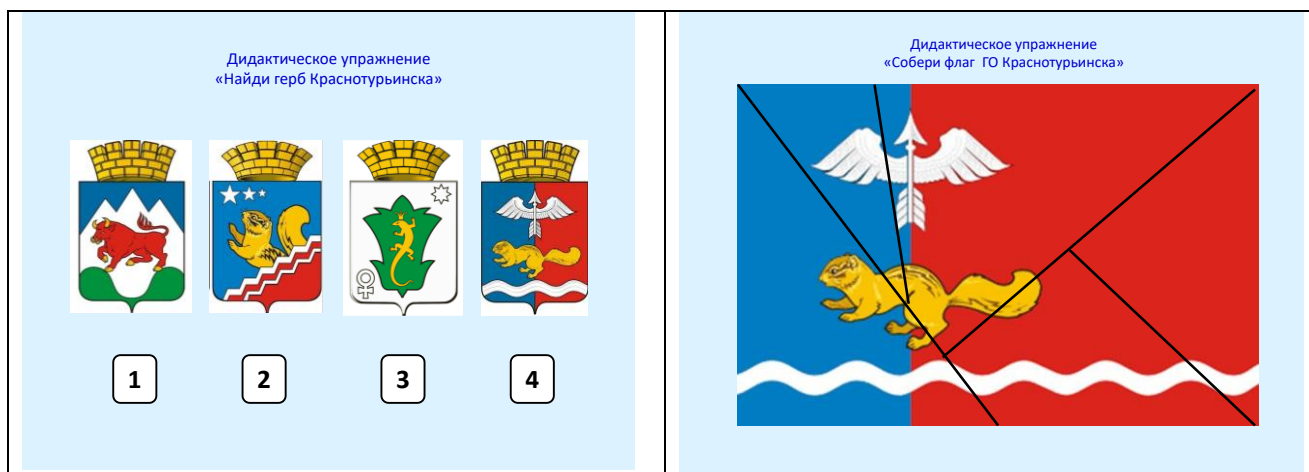 Дидактическое упражнение
«Найди герб Краснотурьинска»
1 2 3 4
Дидактическое упражнение
«Собери флаг ГО Краснотурьинска»